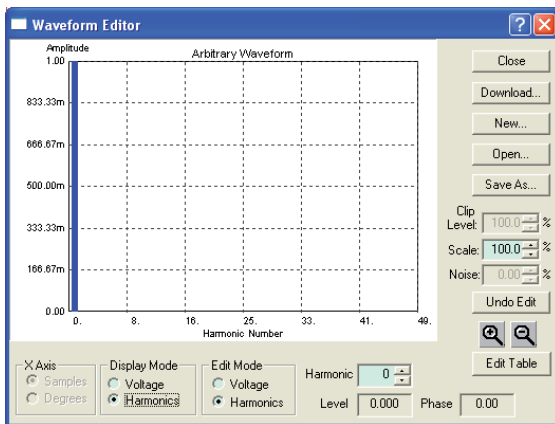 Waveform Editor
Amplitude
Arbitrary Waveform
1.00
833.33m
666.67m
500.00m
333.33m
166.67m
0.00
0. 8. 16. 25. 33. 41. 49.
Harmonic Number
Close
Download...
New...
Open...
Save As...
Clip Level: 100.0 %
Scale: 100.0 %
Noise: 0.00 %
Undo Edit
Edit Table
X Axis
Samples
Degrees
Display Mode
Voltage
Harmonics
Edit Mode
Voltage
Harmonics
Harmonic 0
Level 0.000 Phase 0.00